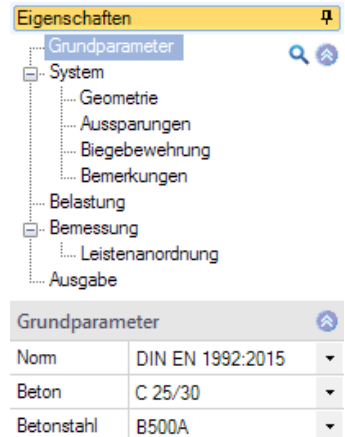 Eigenschaften
Grundparameter
System
Geometrie
Aussparungen
Biegebewehrung
Bemerkungen
Belastung
Bemessung
Leistenanordnung
Ausgabe
Grundparameter
Norm DIN EN 1992:2015
Beton C 25/30
Betonstahl B500A